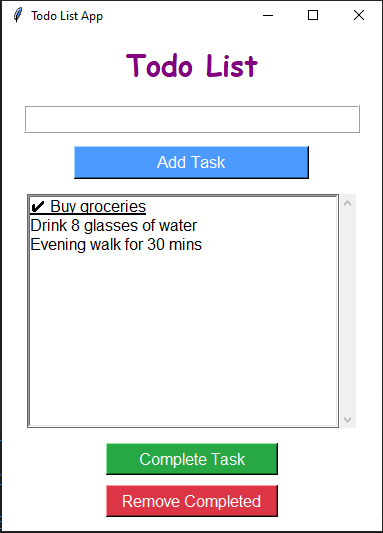 Todo List App
Todo List
Add Task
✔ Buy groceries
Drink 8 glasses of water
Evening walk for 30 mins
Complete Task
Remove Completed